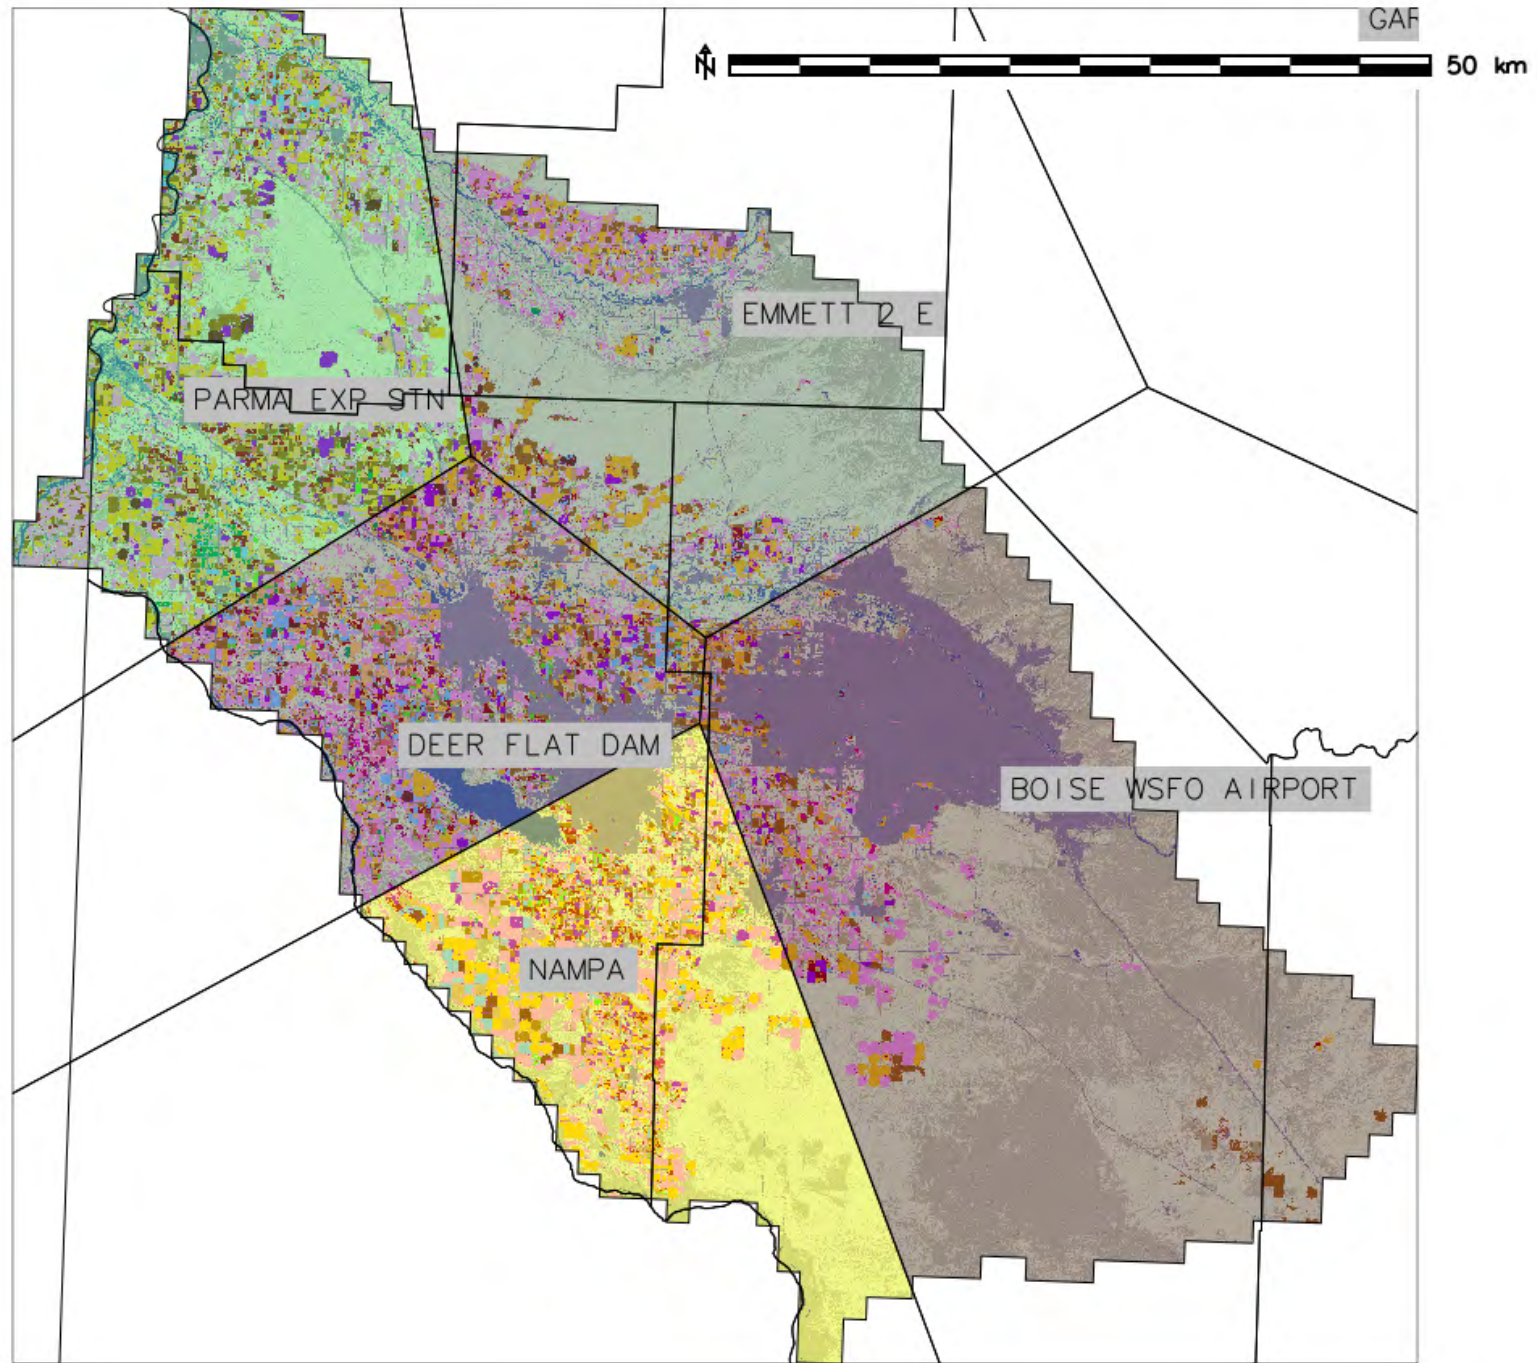 GAR
50 km
EMMETT 2 E
PARMA EXP STN
DEER FLAT DAM
BOISE WSFO AIRPORT
NAMPA
N